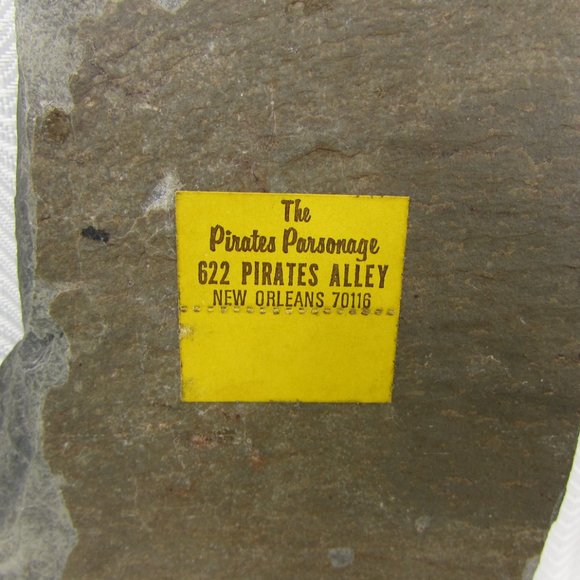 The
Pirates Parsonage
622 PIRATES ALLEY
NEW ORLEANS 70116